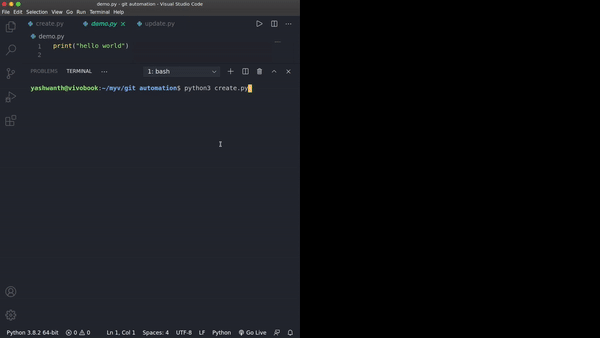 demo.py - git automation - Visual Studio Code
File Edit Selection View Go Run Terminal Help
create.py demo.py update.py
demo.py
1 print("hello world")
2
PROBLEMS TERMINAL ··· 1: bash
yashwanth@vivobook:~/myv/git automation$ python3 create.py
Python 3.8.2 64-bit 0 0 Ln 1, Col 1 Spaces: 4 UTF-8 LF Python Go Live